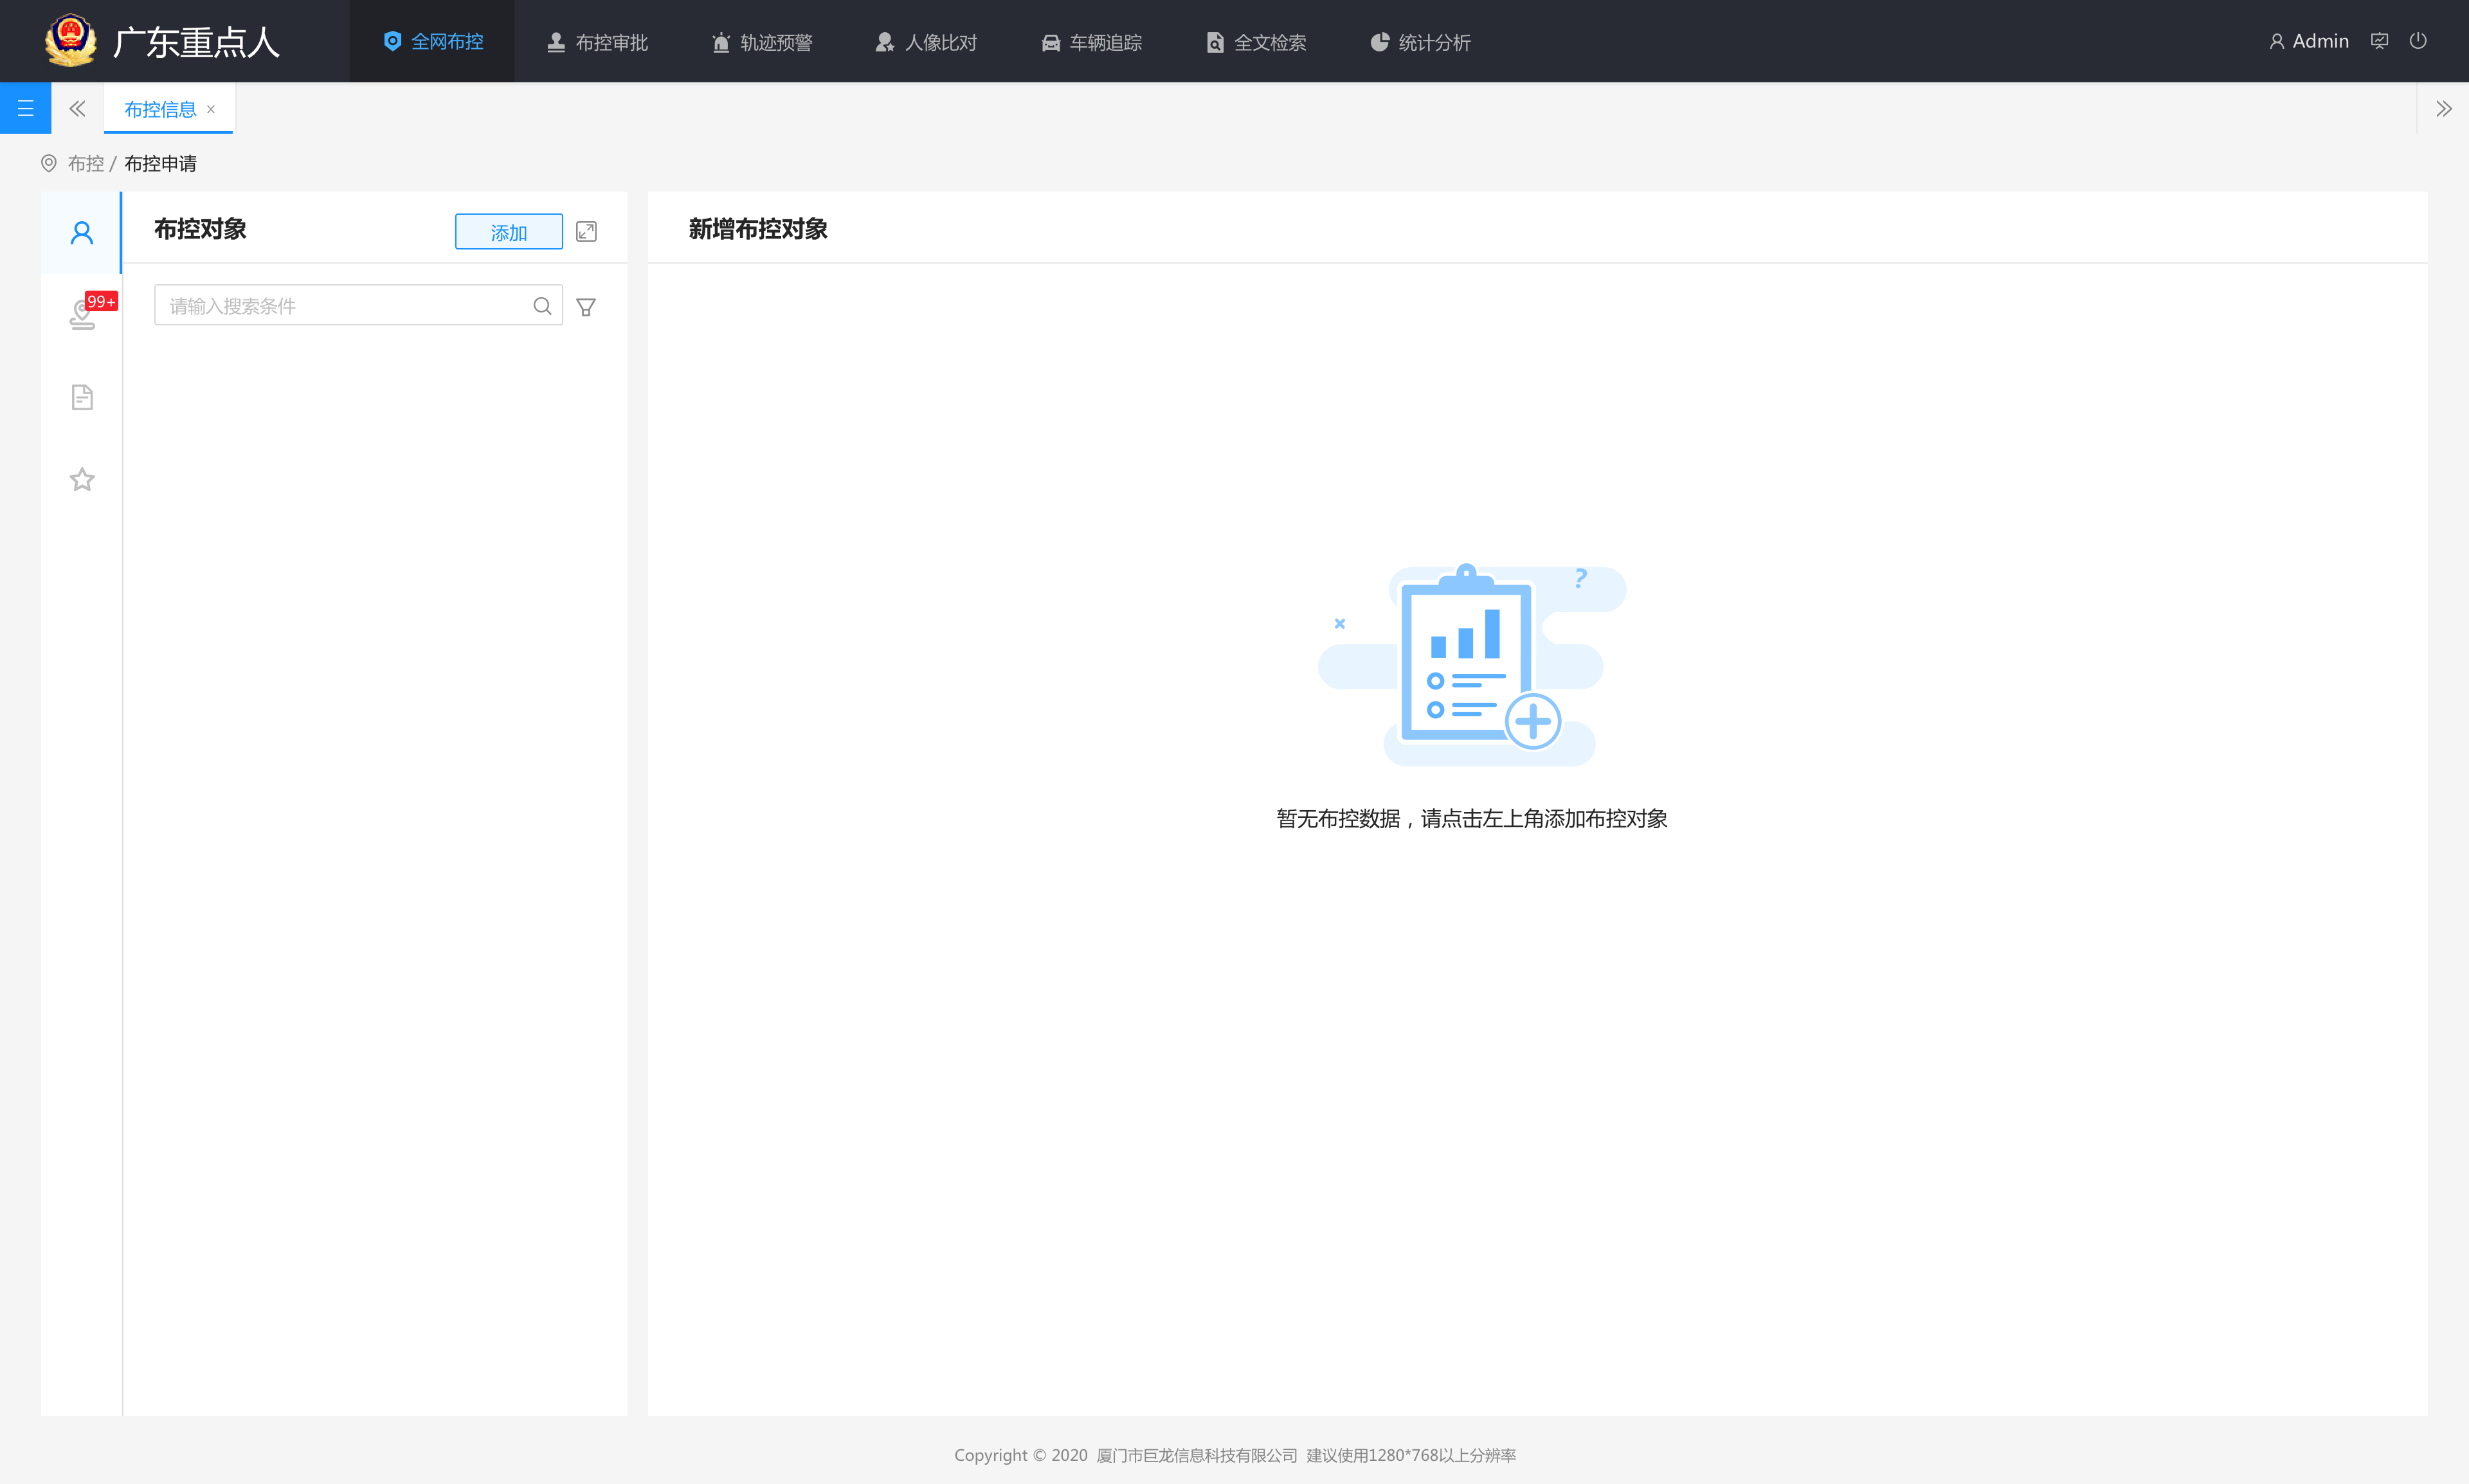 广东重点人
全网布控
布控审批
轨迹预警
人像比对
车辆追踪
全文检索
统计分析
Admin
布控信息
布控 / 布控申请
布控对象
添加
新增布控对象
99+
请输入搜索条件
?
暂无布控数据，请点击左上角添加布控对象
Copyright © 2020 厦门市巨龙信息科技有限公司 建议使用1280*768以上分辨率